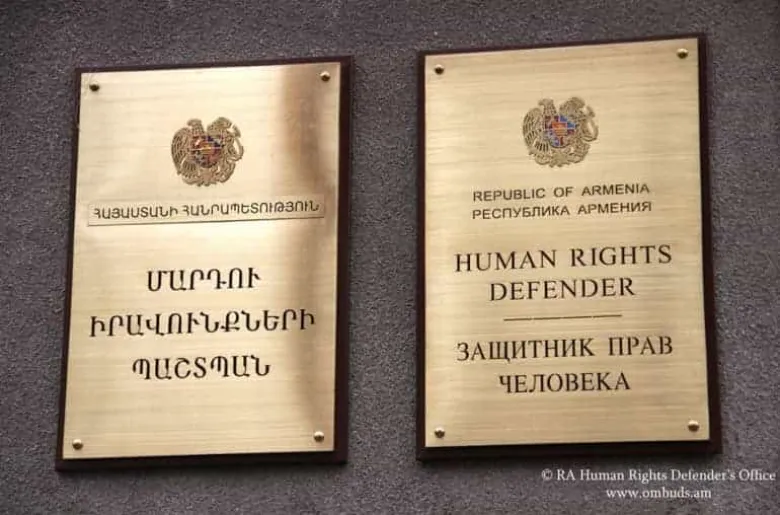 ՀԱՅԱՍՏԱՆԻ ՀԱՆՐԱՊԵՏՈՒԹՅՈՒՆ
ՄԱՐԴՈՒ
ԻՐԱՎՈՒՆՔՆԵՐԻ
ՊԱՇՏՊԱՆ
REPUBLIC OF ARMENIA
РЕСПУБЛИКА АРМЕНИЯ
HUMAN RIGHTS
DEFENDER
ЗАЩИТНИК ПРАВ
ЧЕЛОВЕКА
© RA Human Rights Defender's Office
www.ombuds.am